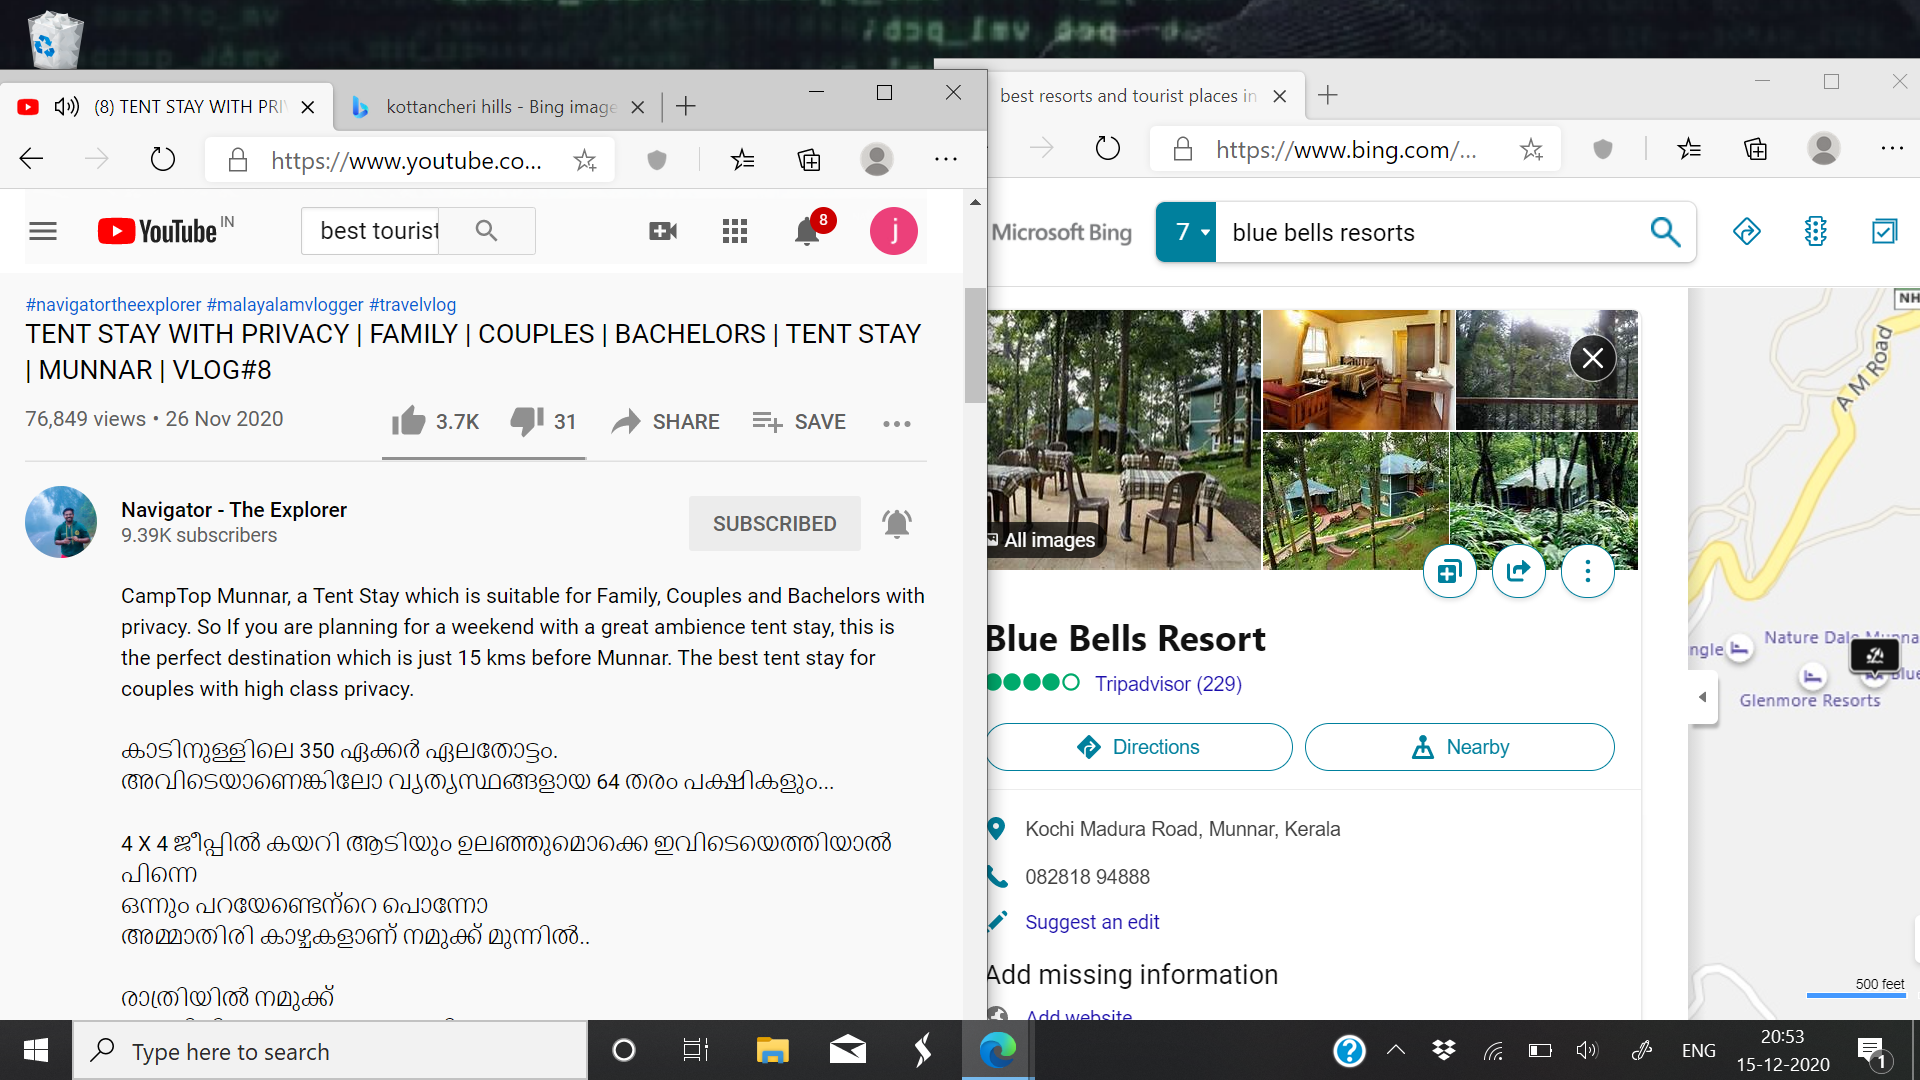 (8) TENT STAY WITH PRI
kottancheri hills - Bing image
https://www.youtube.co...
YouTube IN
best tourist
8
#navigatortheexplorer #malayalamvlogger #travelvlog
TENT STAY WITH PRIVACY | FAMILY | COUPLES | BACHELORS | TENT STAY
| MUNNAR | VLOG#8
76,849 views • 26 Nov 2020
3.7K
31
SHARE
SAVE
Navigator - The Explorer
9.39K subscribers
SUBSCRIBED
CampTop Munnar, a Tent Stay which is suitable for Family, Couples and Bachelors with
privacy. So If you are planning for a weekend with a great ambience tent stay, this is
the perfect destination which is just 15 kms before Munnar. The best tent stay for
couples with high class privacy.
കാടിനുള്ളിലെ 350 ഏക്കർ ഏലതോട്ടം.
അവിടെയാണെങ്കിലോ വ്യത്യസ്ഥങ്ങളായ 64 തരം പക്ഷികളും...
4 X 4 ജീപ്പിൽ കയറി ആടിയും ഉലഞ്ഞുമൊക്കെ ഇവിടെയെത്തിയാൽ
പിന്നെ
ഒന്നും പറയേണ്ടെന്റെ പൊന്നോ
അമ്മാതിരി കാഴ്ചകളാണ് നമുക്ക് മുന്നിൽ..
രാത്രിയിൽ നമുക്ക്
best resorts and tourist places in
https://www.bing.com/...
Microsoft Bing
7
blue bells resorts
All images
Blue Bells Resort
Tripadvisor (229)
Directions
Nearby
Kochi Madura Road, Munnar, Kerala
082818 94888
Suggest an edit
Add missing information
Add website
NH
A M Road
Nature Dale Munna
ngle
Blue
Glenmore Resorts
500 feet
Type here to search
ENG
20:53
15-12-2020
1